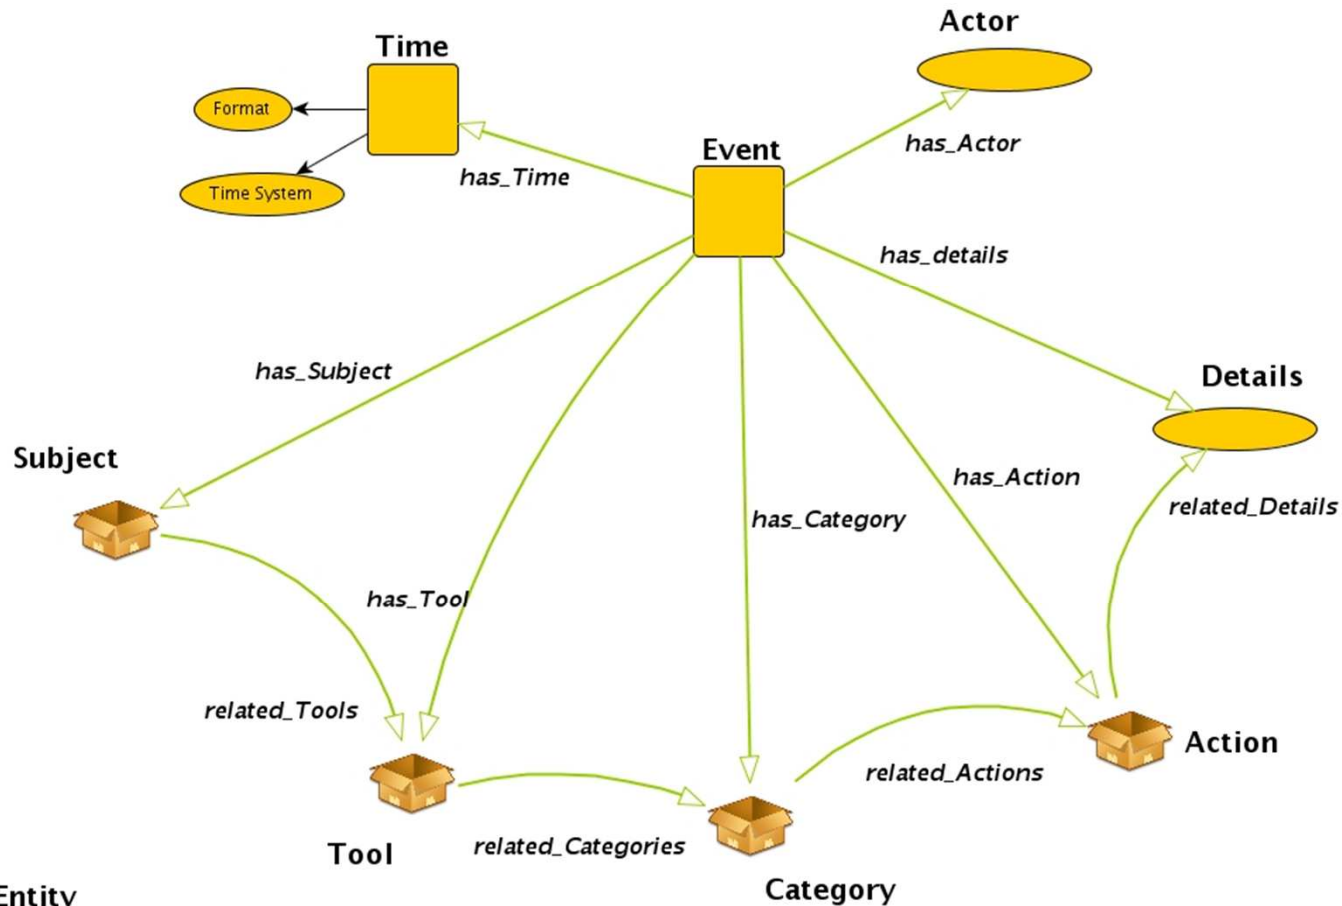 Actor
Time
Format
has_Actor
Event
has_Time
Time System
has_details
has_Subject
Details
Subject
has_Action
related_Details
has_Category
has_Tool
related_Tools
Action
related_Actions
related_Categories
Tool
Category
Entity